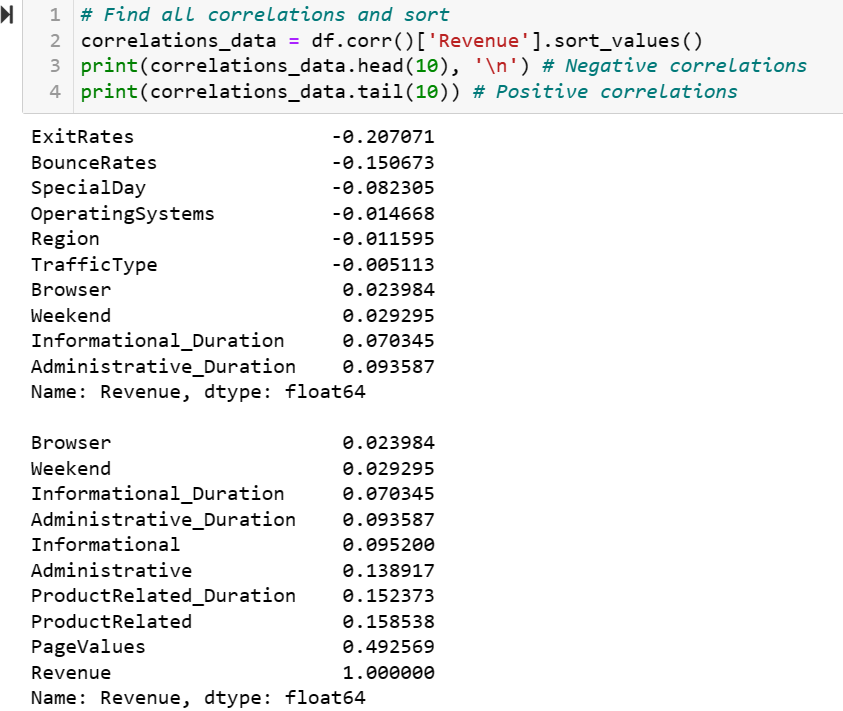 1 # Find all correlations and sort
2 correlations_data = df.corr()['Revenue'].sort_values()
3 print(correlations_data.head(10), '\n') # Negative correlations
4 print(correlations_data.tail(10)) # Positive correlations
ExitRates -0.207071
BounceRates -0.150673
SpecialDay -0.082305
OperatingSystems -0.014668
Region -0.011595
TrafficType -0.005113
Browser 0.023984
Weekend 0.029295
Informational_Duration 0.070345
Administrative_Duration 0.093587
Name: Revenue, dtype: float64
Browser 0.023984
Weekend 0.029295
Informational_Duration 0.070345
Administrative_Duration 0.093587
Informational 0.095200
Administrative 0.138917
ProductRelated_Duration 0.152373
ProductRelated 0.158538
PageValues 0.492569
Revenue 1.000000
Name: Revenue, dtype: float64